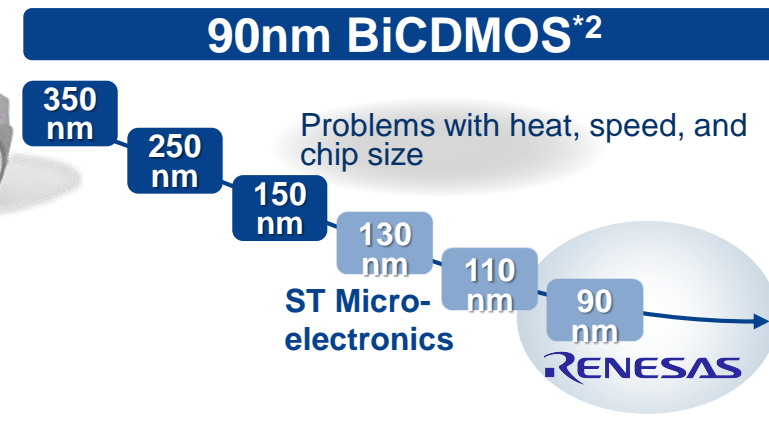 90nm BiCDMOS*2
350
nm
Problems with heat, speed, and
chip size
250
nm
150
nm
130
nm
110
nm
90
nm
ST Micro-
electronics
RENESAS